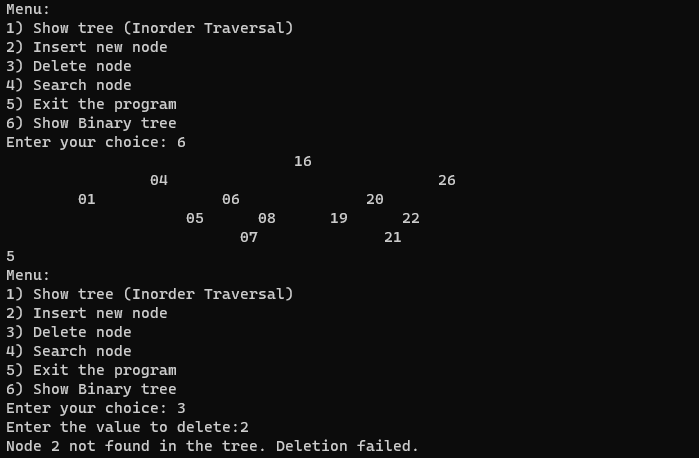 Menu:
1) Show tree (Inorder Traversal)
2) Insert new node
3) Delete node
4) Search node
5) Exit the program
6) Show Binary tree
Enter your choice: 6
16
04 26
01 06 20
05 08 19 22
07 21
5
Menu:
1) Show tree (Inorder Traversal)
2) Insert new node
3) Delete node
4) Search node
5) Exit the program
6) Show Binary tree
Enter your choice: 3
Enter the value to delete:2
Node 2 not found in the tree. Deletion failed.